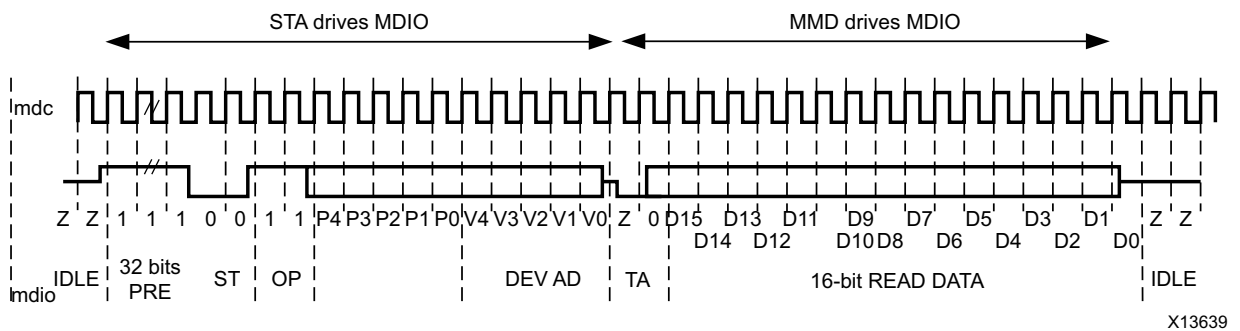 STA drives MDIO MMD drives MDIO
mdc
Z Z 1 1 1 0 0 1 1 P4 P3 P2 P1 P0 V4 V3 V2 V1 V0 Z 0 D15 D13 D11 D9 D7 D5 D3 D1 Z Z
D14 D12 D10 D8 D6 D4 D2 D0
IDLE 32 bits PRE ST OP DEV AD TA 16-bit READ DATA IDLE
mdio
X13639